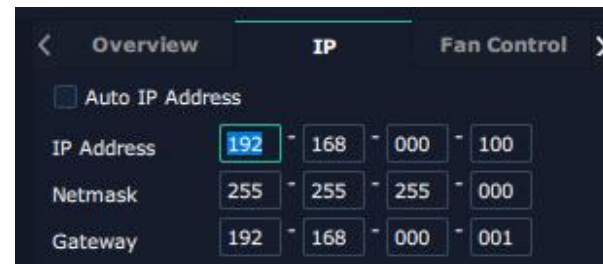 Overview IP Fan Control
Auto IP Address
IP Address 192 - 168 - 000 - 100
Netmask 255 - 255 - 255 - 000
Gateway 192 - 168 - 000 - 001